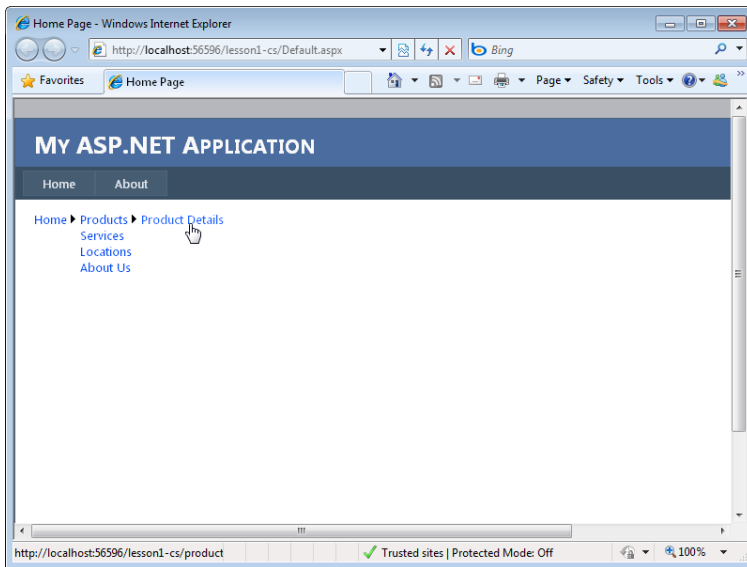 Home Page - Windows Internet Explorer
http://localhost:56596/lesson1-cs/Default.aspx
Bing
Favorites
Home Page
Page
Safety
Tools
MY ASP.NET APPLICATION
Home
About
Home Products Product Details
Services
Locations
About Us
http://localhost:56596/lesson1-cs/product
Trusted sites | Protected Mode: Off
100%